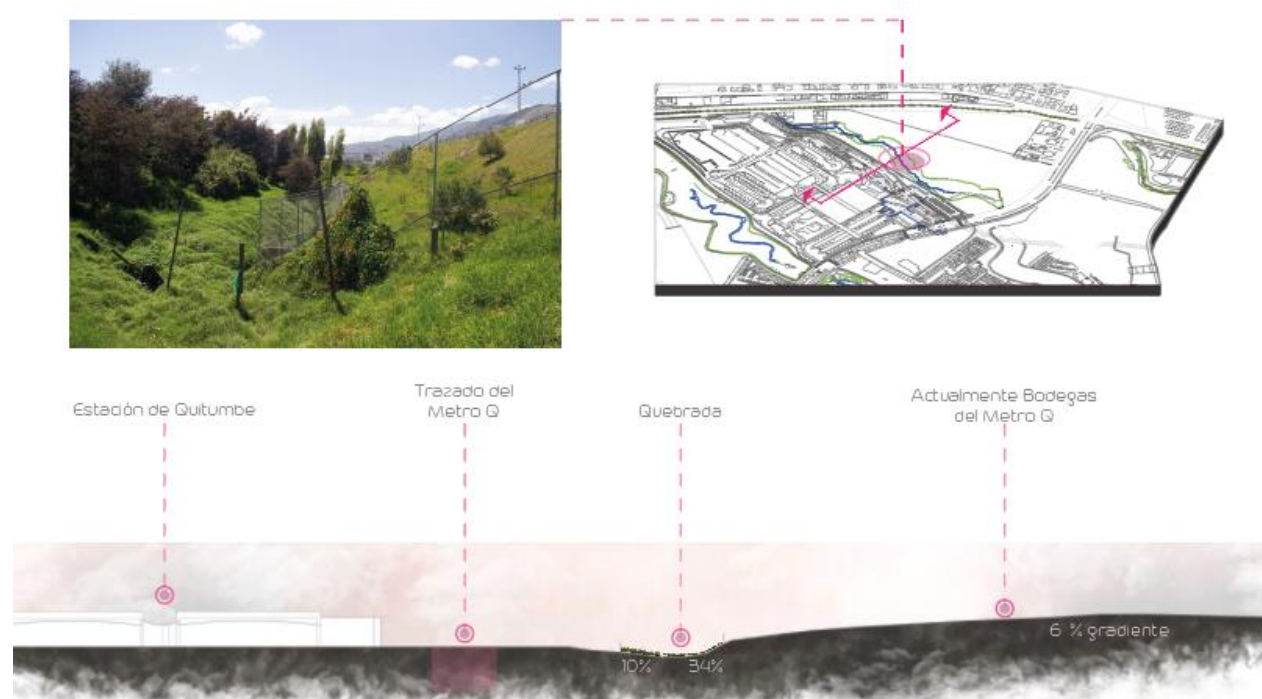 Estación de Quitumbe
Trazado del
Metro Q
Quebrada
Actualmente Bodegas
del Metro Q
6 % gradiente
10%
34%